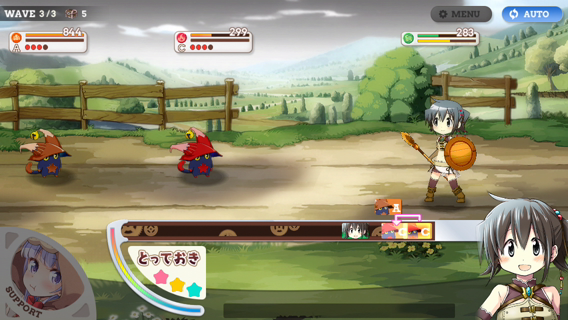 WAVE 3/3 5
MENU
AUTO
844
A
299
C
283
A
C
とっておき
SUPPORT